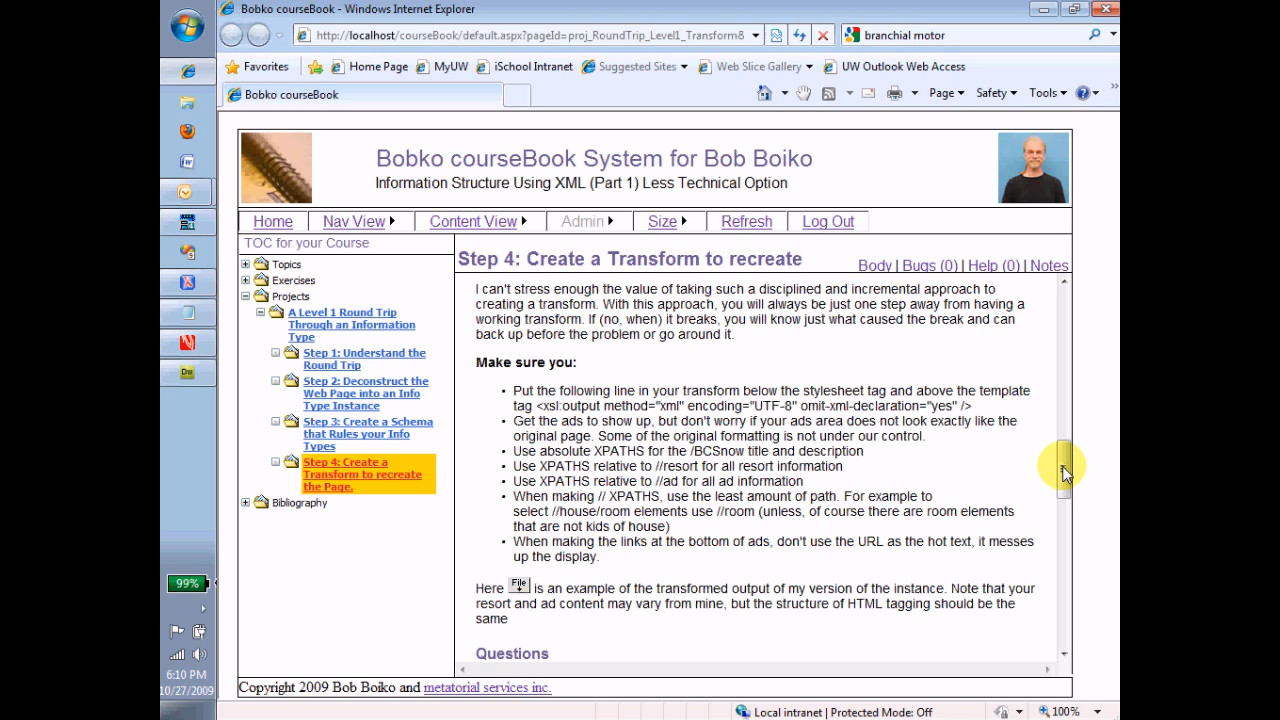 Bobko courseBook - Windows Internet Explorer
http://localhost/courseBook/default.aspx?pageId=proj_RoundTrip_Level1_Transform8
branchial motor
Favorites
Home Page
MyUW
iSchool Intranet
Suggested Sites
Web Slice Gallery
UW Outlook Web Access
Bobko courseBook
Page
Safety
Tools
Bobko courseBook System for Bob Boiko
Information Structure Using XML (Part 1) Less Technical Option
Home
Nav View
Content View
Admin
Size
Refresh
Log Out
TOC for your Course
Topics
Exercises
Projects
A Level 1 Round Trip
Through an Information
Type
Step 1: Understand the
Round Trip
Step 2: Deconstruct the
Web Page into an Info
Type Instance
Step 3: Create a Schema
that Rules your Info
Types
Step 4: Create a
Transform to recreate
the Page.
Bibliography
Step 4: Create a Transform to recreate
Body | Bugs (0) | Help (0) | Notes
I can't stress enough the value of taking such a disciplined and incremental approach to
creating a transform. With this approach, you will always be just one step away from having a
working transform. If (no, when) it breaks, you will know just what caused the break and can
back up before the problem or go around it.
Make sure you:
• Put the following line in your transform below the stylesheet tag and above the template
tag <xsl:output method="xml" encoding="UTF-8" omit-xml-declaration="yes" />
• Get the ads to show up, but don't worry if your ads area does not look exactly like the
original page. Some of the original formatting is not under our control.
• Use absolute XPATHS for the /BCSnow title and description
• Use XPATHS relative to //resort for all resort information
• Use XPATHS relative to //ad for all ad information
• When making // XPATHS, use the least amount of path. For example to
select //house/room elements use //room (unless, of course there are room elements
that are not kids of house)
• When making the links at the bottom of ads, don't use the URL as the hot text, it messes
up the display.
Here File is an example of the transformed output of my version of the instance. Note that your
resort and ad content may vary from mine, but the structure of HTML tagging should be the
same
Questions
Copyright 2009 Bob Boiko and metatorial services inc.
99%
6:10 PM
10/27/2009
Local intranet | Protected Mode: Off
100%